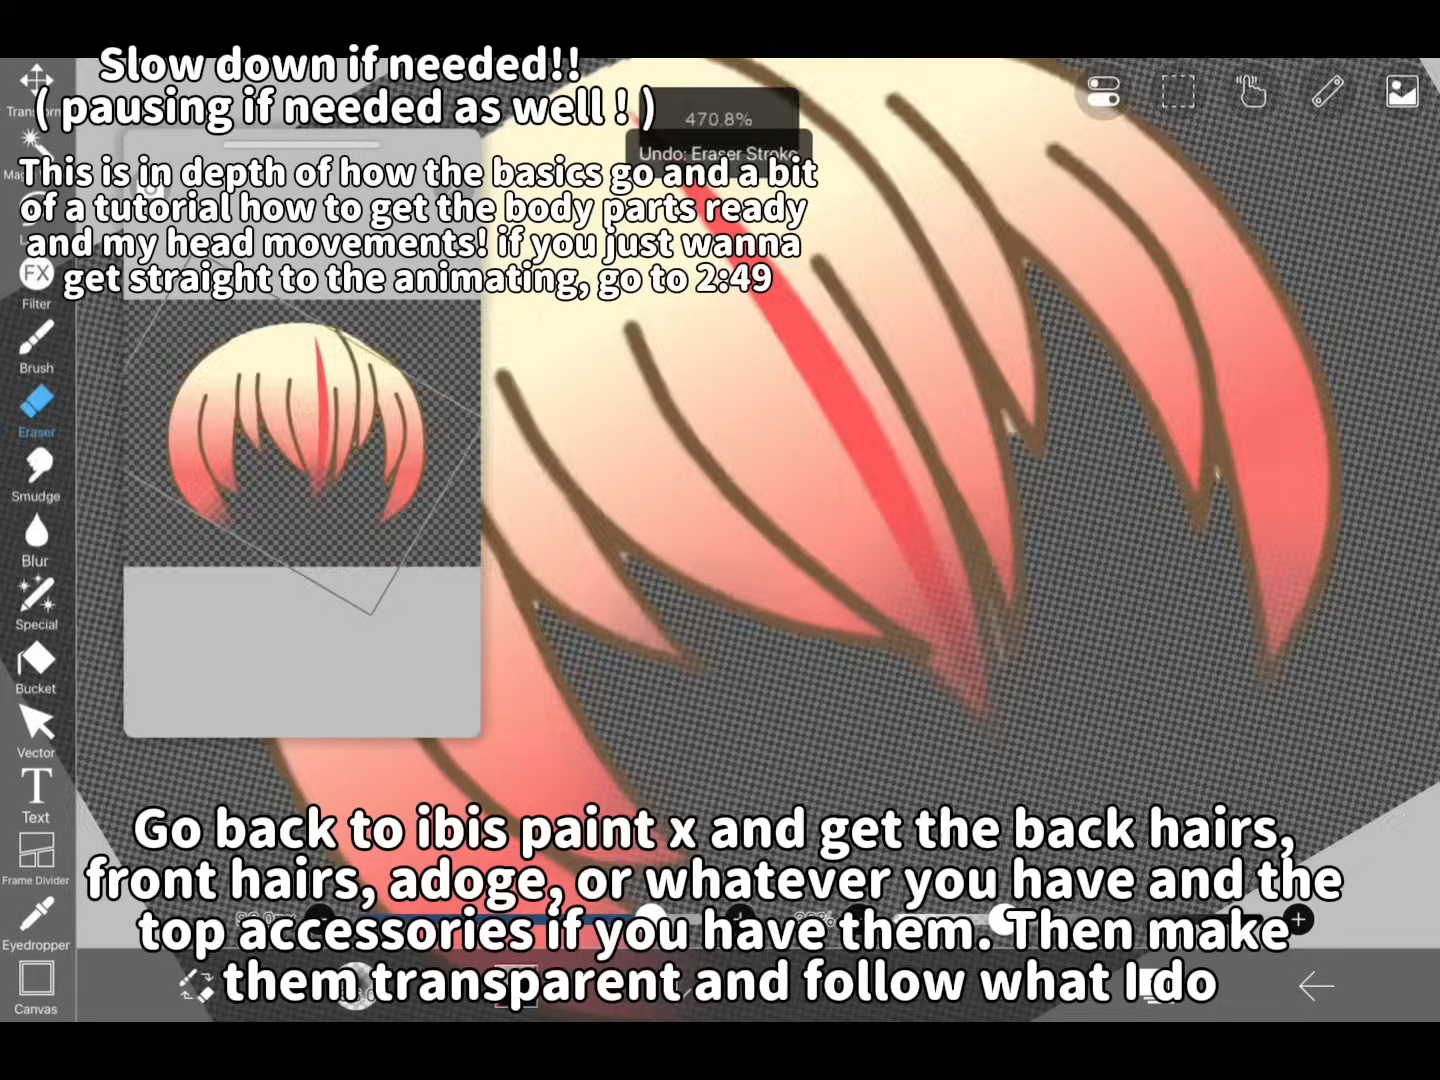 Slow down if needed!!
( pausing if needed as well ! )
470.8%
Undo: Eraser Stroke
This is in depth of how the basics go and a bit
of a tutorial how to get the body parts ready
and my head movements! if you just wanna
get straight to the animating, go to 2:49
FX
Filter
Brush
Eraser
Smudge
Blur
Special
Bucket
Vector
T
Text
Frame Divider
Eyedropper
Canvas
Go back to ibis paint x and get the back hairs,
front hairs, adoge, or whatever you have and the
top accessories if you have them. Then make
them transparent and follow what I do